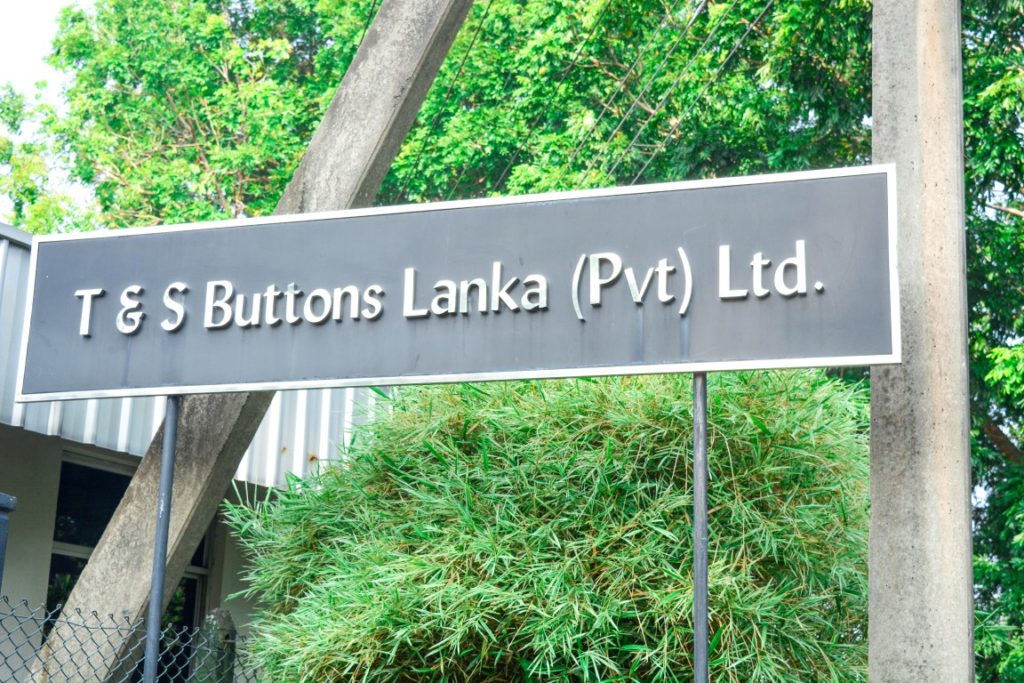 T & S Buttons Lanka (Pvt) Ltd.